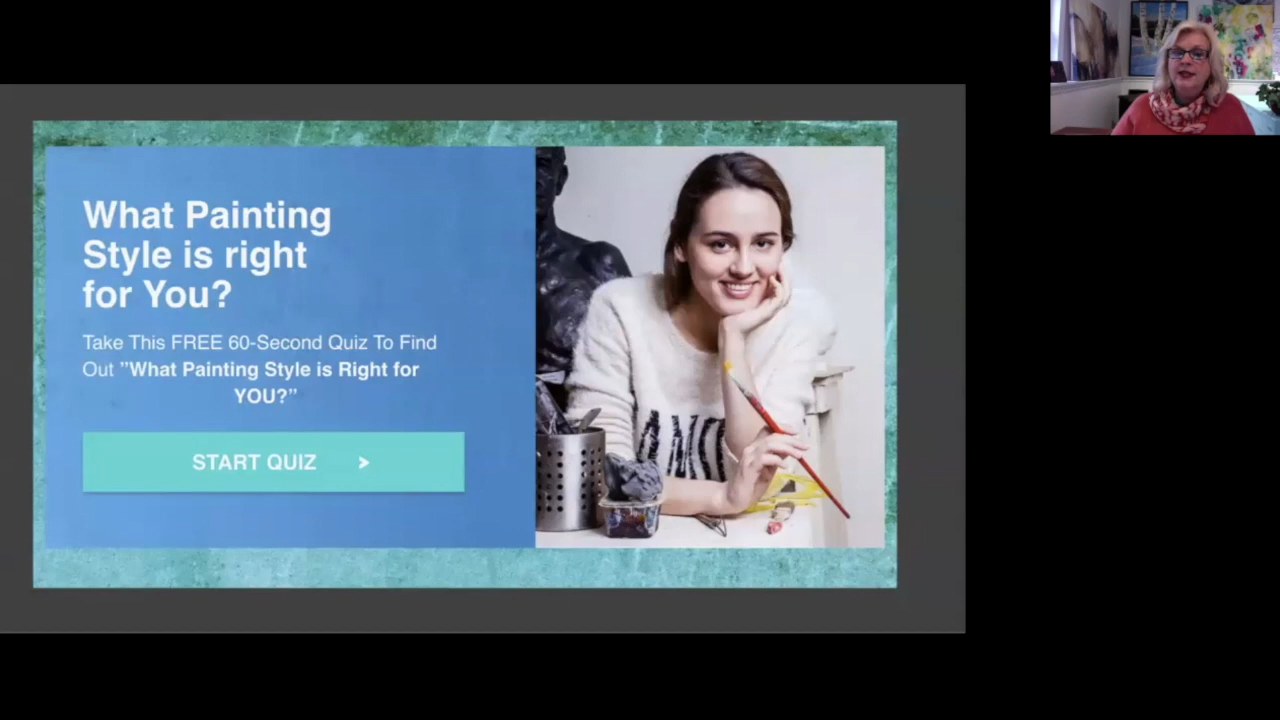 What Painting
Style is right
for You?
Take This FREE 60-Second Quiz To Find
Out ”What Painting Style is Right for
YOU?”
START QUIZ >